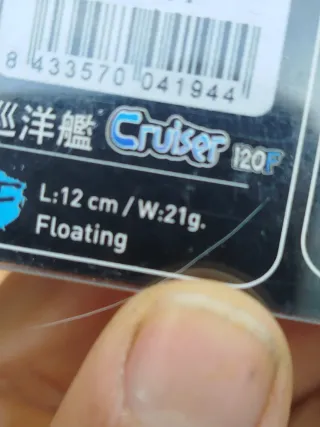 8 433570 041944
巡洋艦 Cruiser 120F
L:12 cm / W:21g.
Floating